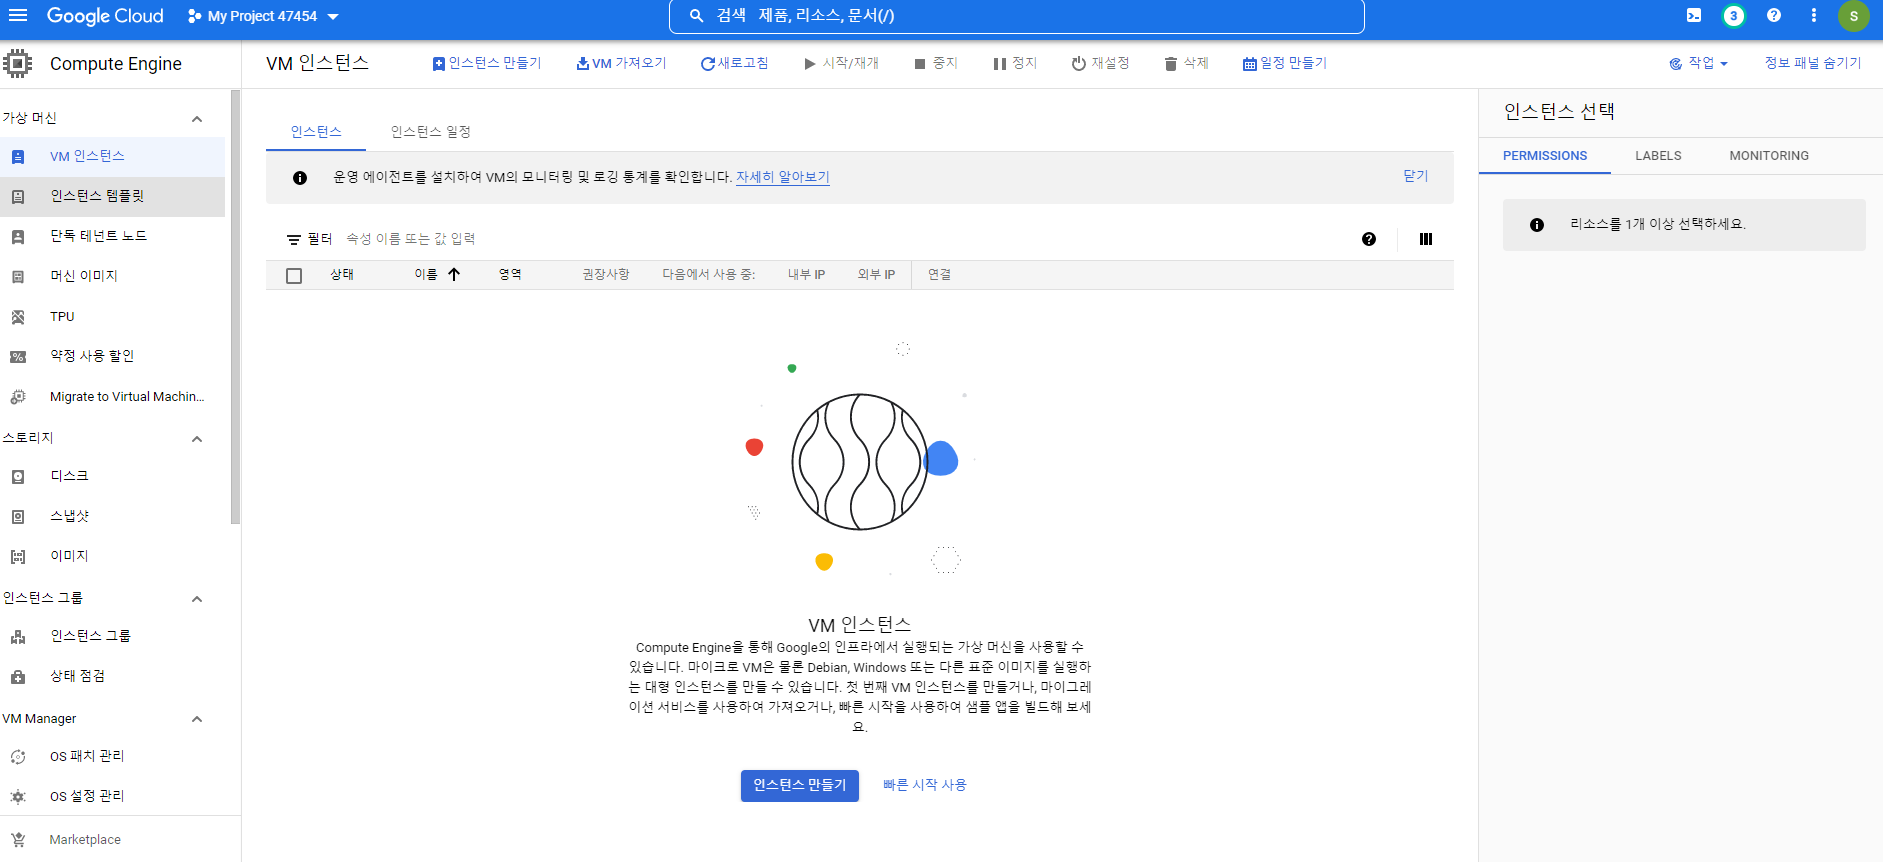 Google Cloud
My Project 47454
검색 제품, 리소스, 문서(/)
3
S
Compute Engine
VM 인스턴스
인스턴스 만들기
VM 가져오기
새로고침
시작/재개
중지
정지
재설정
삭제
일정 만들기
작업
정보 패널 숨기기
가상 머신
VM 인스턴스
인스턴스 템플릿
단독 테넌트 노드
머신 이미지
TPU
약정 사용 할인
Migrate to Virtual Machin...
스토리지
디스크
스냅샷
이미지
인스턴스 그룹
인스턴스 그룹
상태 점검
VM Manager
OS 패치 관리
OS 설정 관리
Marketplace
인스턴스
인스턴스 일정
운영 에이전트를 설치하여 VM의 모니터링 및 로깅 통계를 확인합니다. 자세히 알아보기
닫기
필터 속성 이름 또는 값 입력
상태
이름
영역
권장사항
다음에서 사용 중:
내부 IP
외부 IP
연결
VM 인스턴스
Compute Engine을 통해 Google의 인프라에서 실행되는 가상 머신을 사용할 수
있습니다. 마이크로 VM은 물론 Debian, Windows 또는 다른 표준 이미지를 실행하
는 대형 인스턴스를 만들 수 있습니다. 첫 번째 VM 인스턴스를 만들거나, 마이그레
이션 서비스를 사용하여 가져오거나, 빠른 시작을 사용하여 샘플 앱을 빌드해 보세
요.
인스턴스 만들기
빠른 시작 사용
인스턴스 선택
PERMISSIONS
LABELS
MONITORING
리소스를 1개 이상 선택하세요.